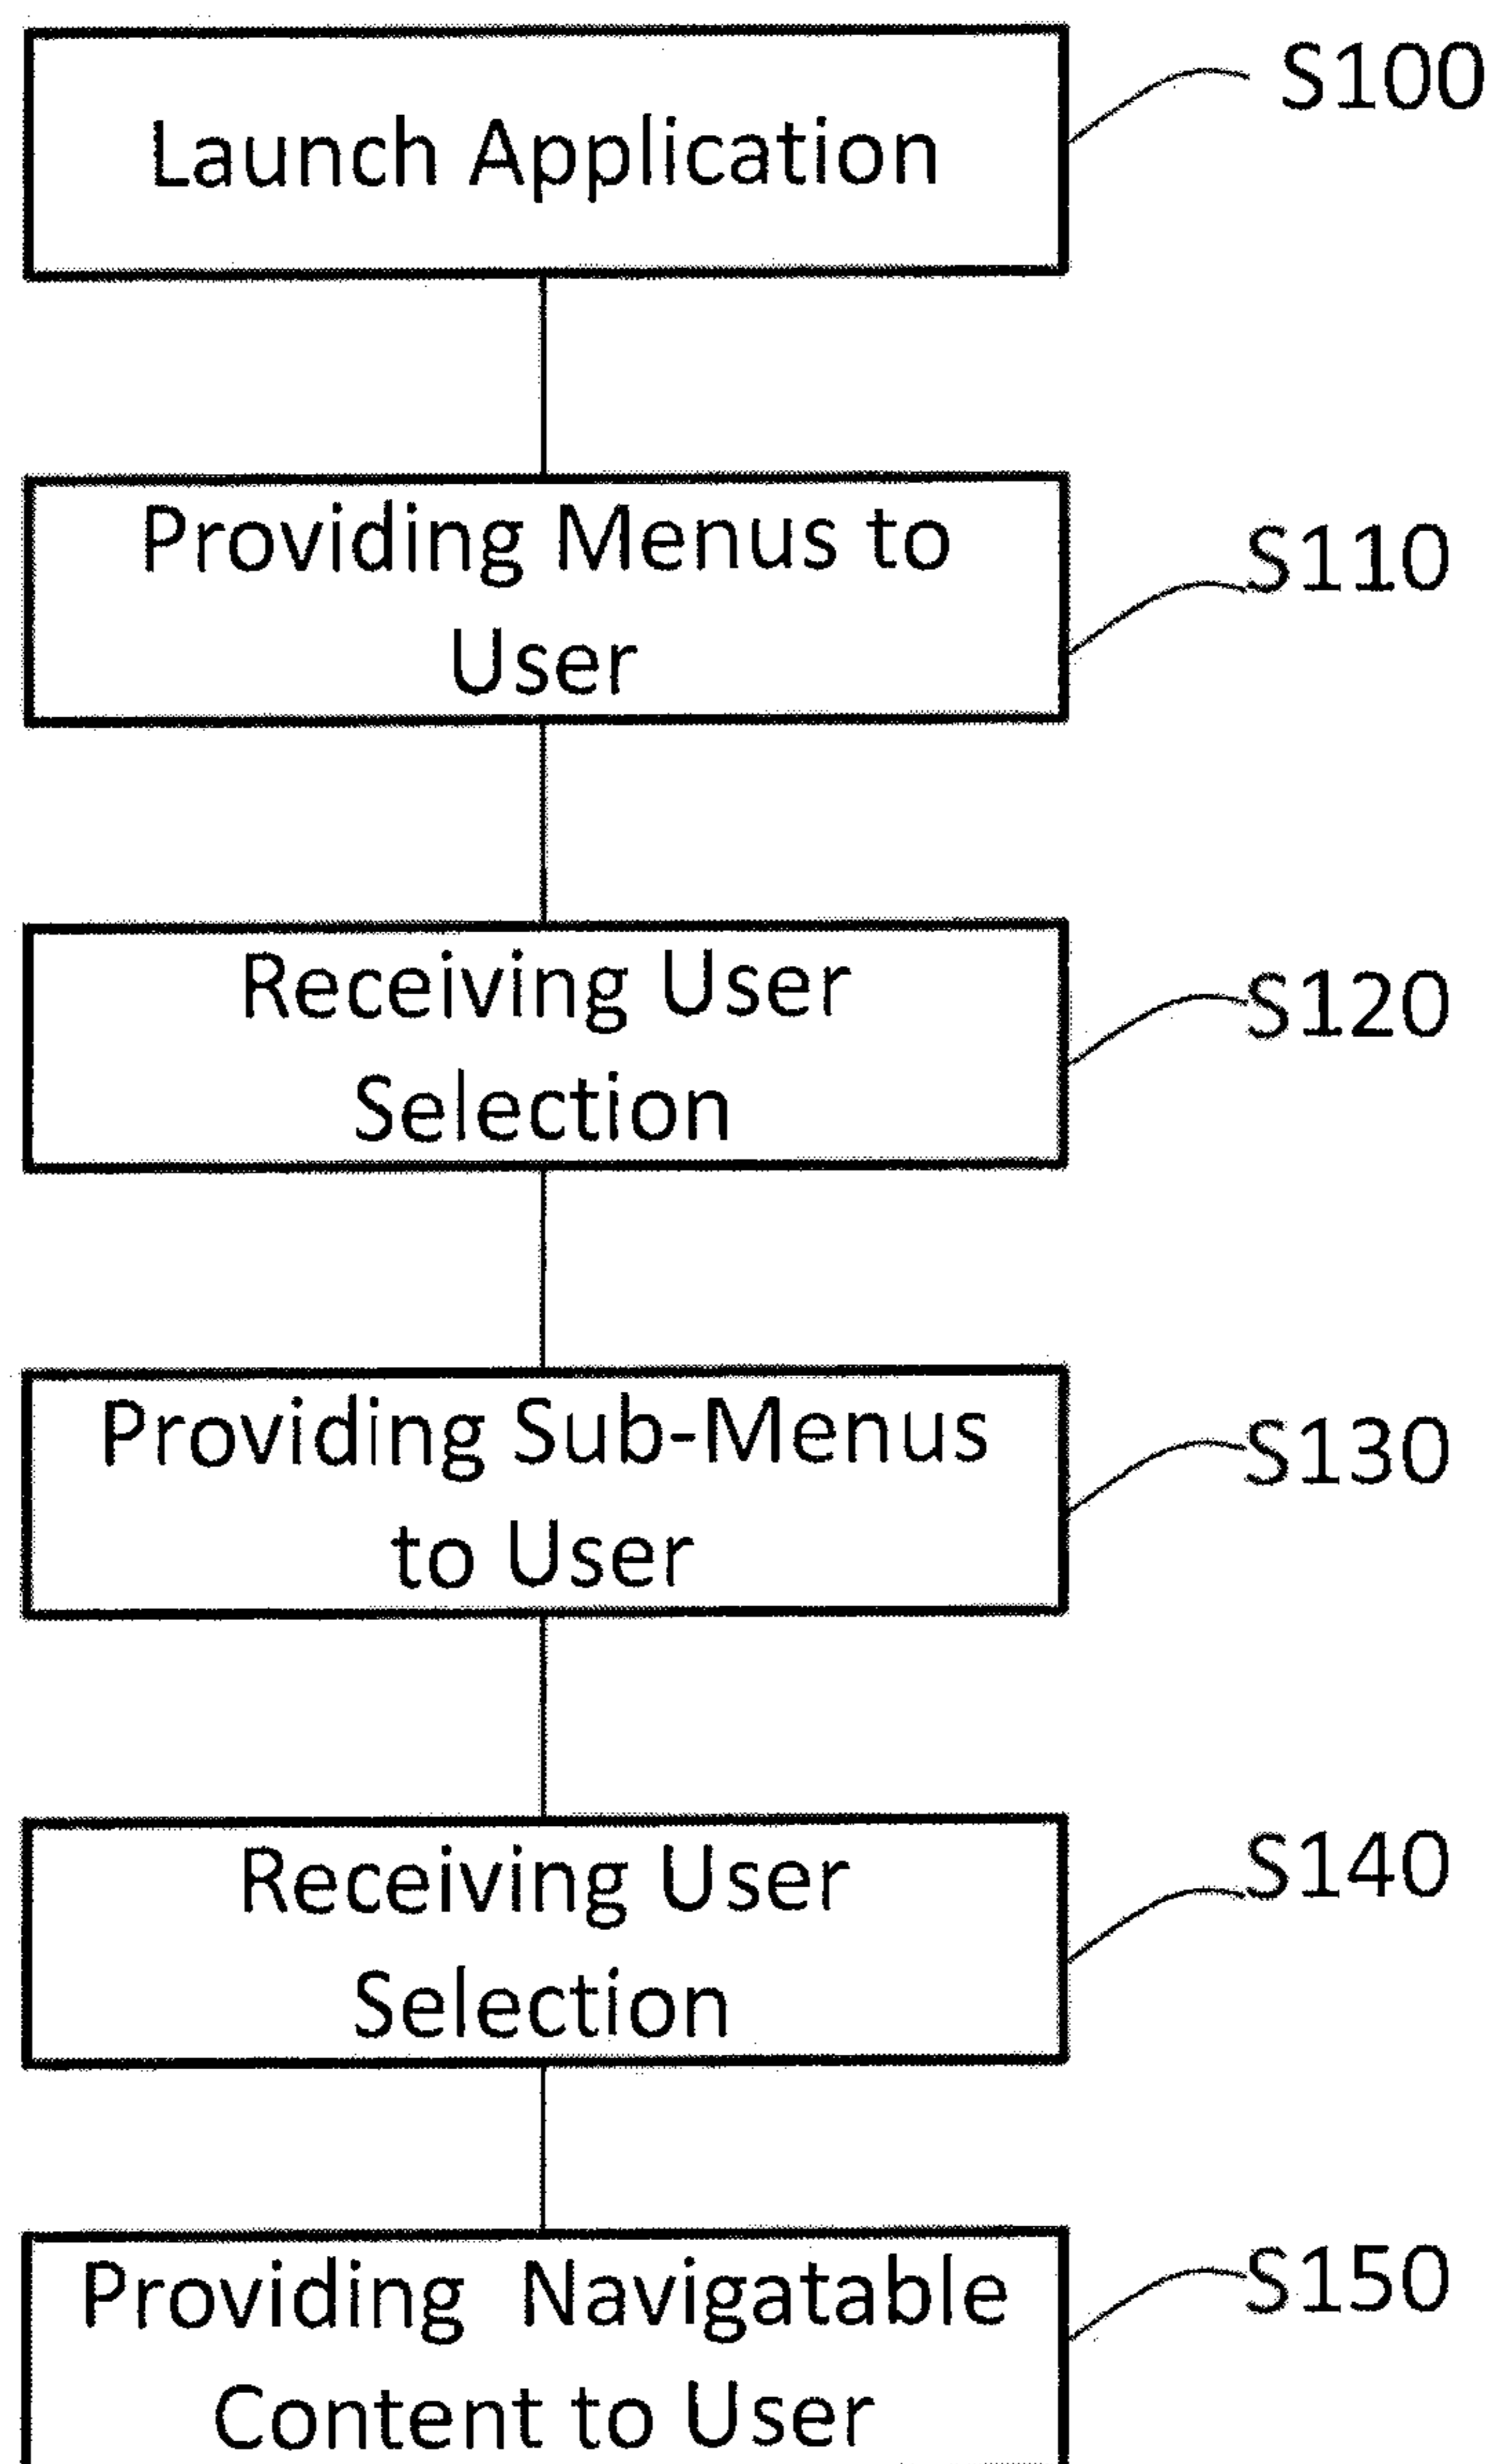 Launch Application
S100
Providing Menus to
User
S110
Receiving User
Selection
S120
Providing Sub-Menus
to User
S130
Receiving User
Selection
S140
Providing Navigatable
Content to User
S150